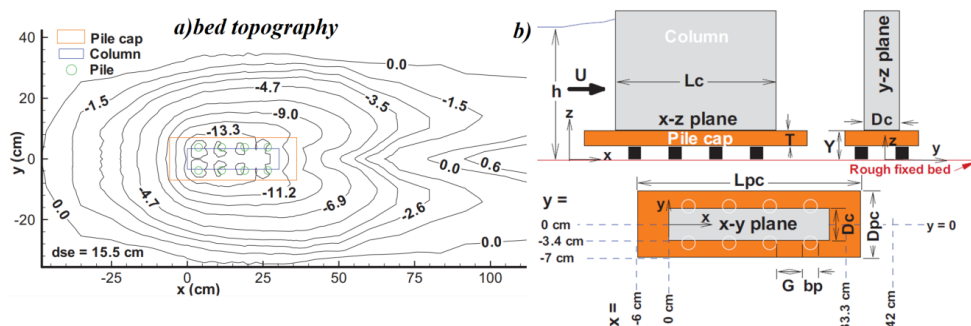 a)bed topography
40
20
0
-20
y (cm)
Pile cap
Column
Pile
0.0
-1.5
-4.7
-3.5
-1.5
-9.0
-13.3
0.0
0.6
-11.2
-4.7
-6.9
-2.6
0.0
0.0
dse = 15.5 cm
-25
0
25
50
75
100
x (cm)
b)
Column
U
h
Lc
z
x-z plane
Pile cap
T
x
y-z plane
Dc
Y
z
y
Rough fixed bed
Lpc
y =
0 cm
-3.4 cm
-7 cm
y
x
x-y plane
Dc
Dpc
y = 0
G
bp
x =
-6 cm
0 cm
33.3 cm
42 cm